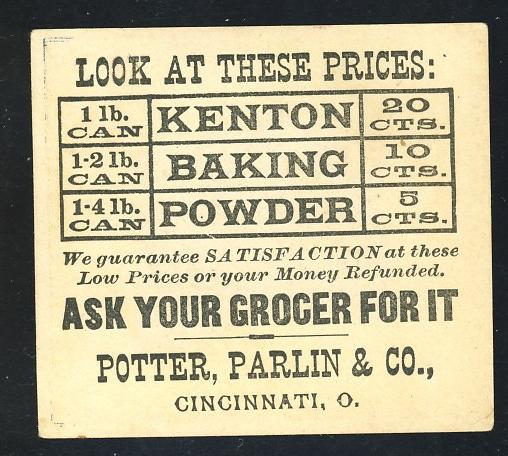 LOOK AT THESE PRICES:
1 lb. CAN KENTON 20 CTS.
1-2 lb. CAN BAKING 10 CTS.
1-4 lb. CAN POWDER 5 CTS.
We guarantee SATISFACTION at these
Low Prices or your Money Refunded.
ASK YOUR GROCER FOR IT
POTTER, PARLIN & CO.,
CINCINNATI, O.